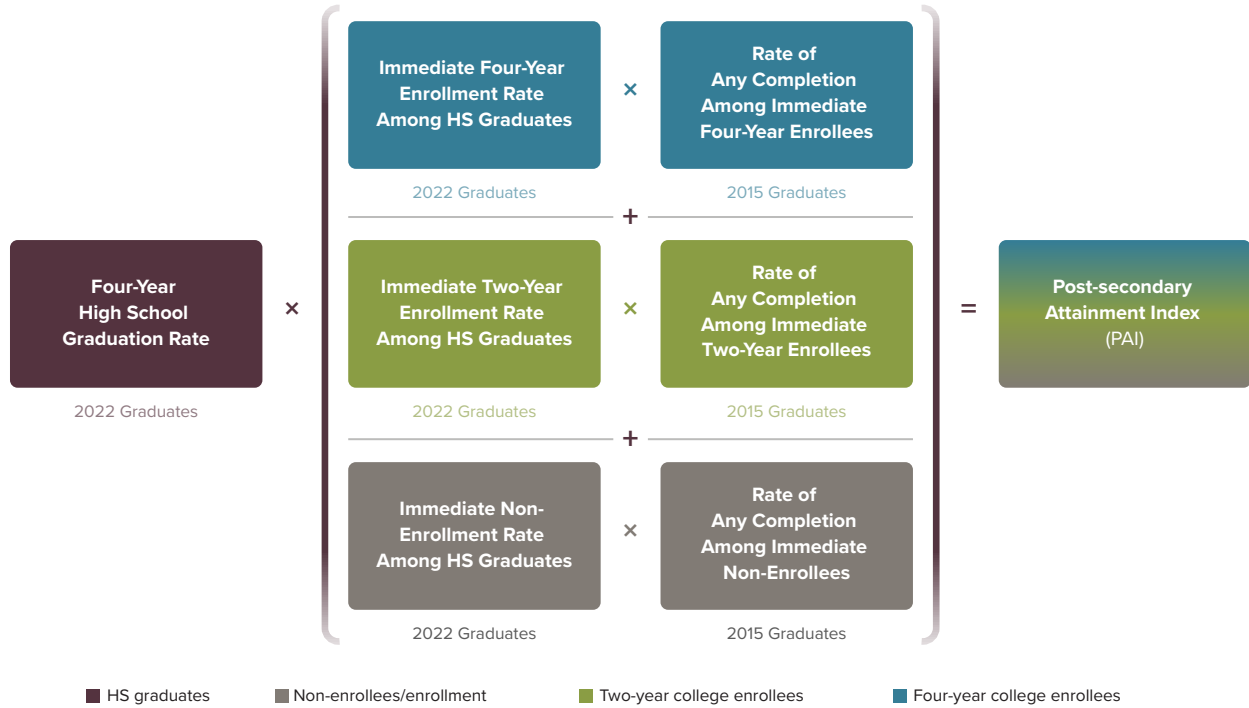 Immediate Four-Year
Enrollment Rate
Among HS Graduates
×
Rate of
Any Completion
Among Immediate
Four-Year Enrollees
2022 Graduates
2015 Graduates
+
Four-Year
High School
Graduation Rate
2022 Graduates
×
Immediate Two-Year
Enrollment Rate
Among HS Graduates
×
Rate of
Any Completion
Among Immediate
Two-Year Enrollees
2022 Graduates
2015 Graduates
=
Post-secondary
Attainment Index
(PAI)
+
Immediate Non-
Enrollment Rate
Among HS Graduates
×
Rate of
Any Completion
Among Immediate
Non-Enrollees
2022 Graduates
2015 Graduates
HS graduates
Non-enrollees/enrollment
Two-year college enrollees
Four-year college enrollees